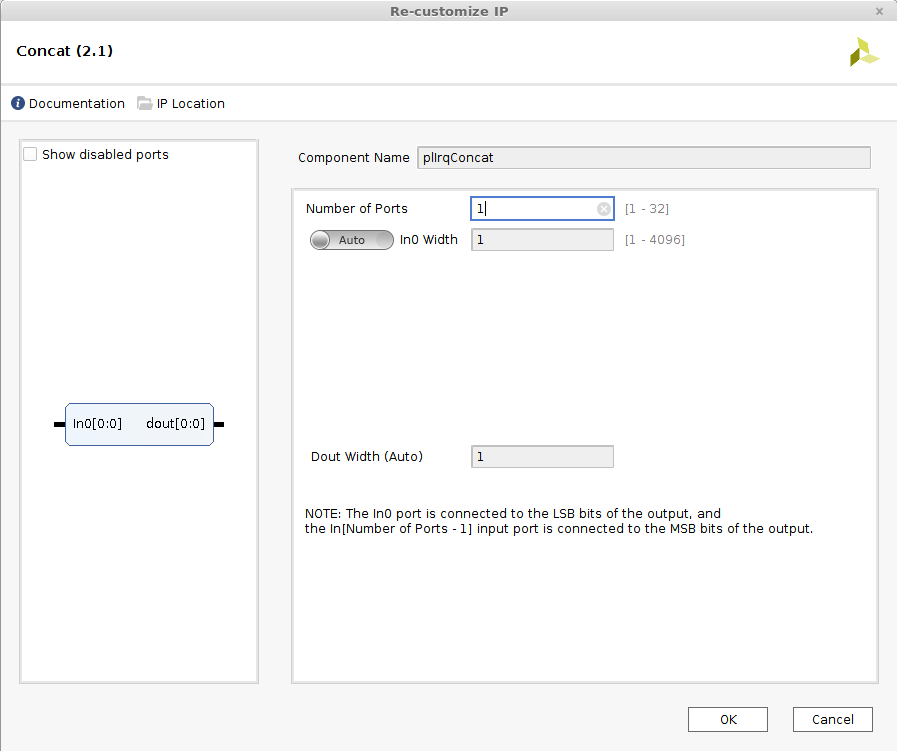 Re-customize IP
Concat (2.1)
Documentation IP Location
Show disabled ports
In0[0:0] dout[0:0]
Component Name plIrqConcat
Number of Ports 1 [1 - 32]
Auto In0 Width 1 [1 - 4096]
Dout Width (Auto) 1
NOTE: The In0 port is connected to the LSB bits of the output, and
the In[Number of Ports - 1] input port is connected to the MSB bits of the output.
OK Cancel